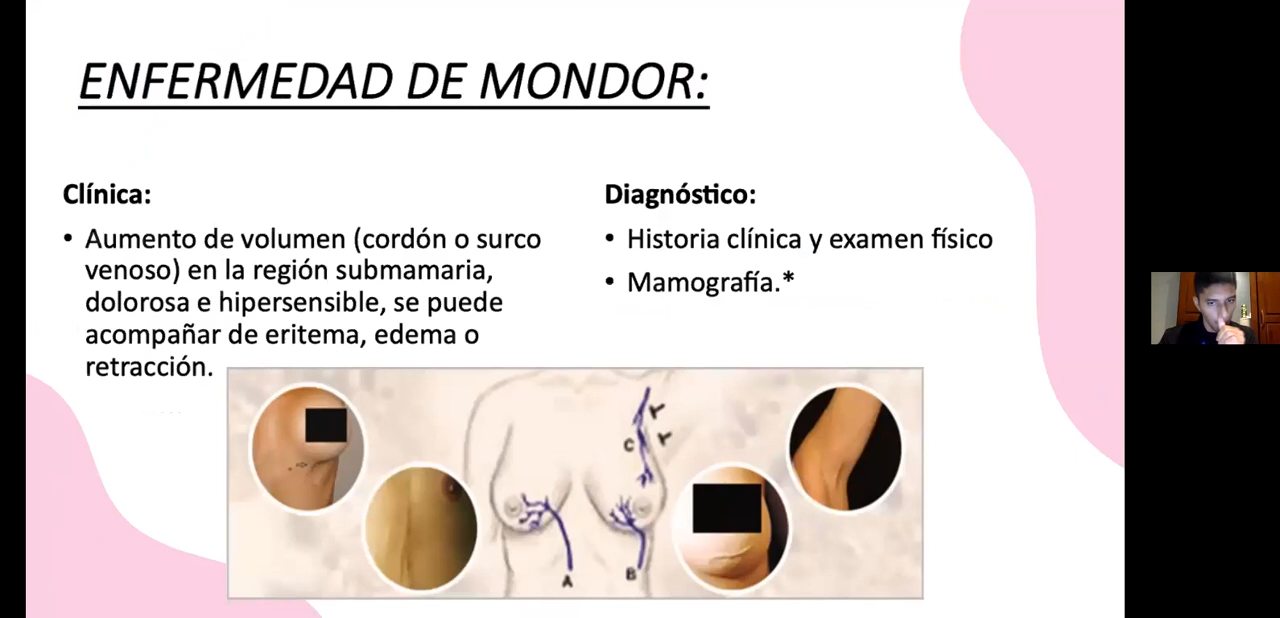 ENFERMEDAD DE MONDOR:
Clínica:
• Aumento de volumen (cordón o surco
venoso) en la región submamaria,
dolorosa e hipersensible, se puede
acompañar de eritema, edema o
retracción.
Diagnóstico:
• Historia clínica y examen físico
• Mamografía.*
C
A
B